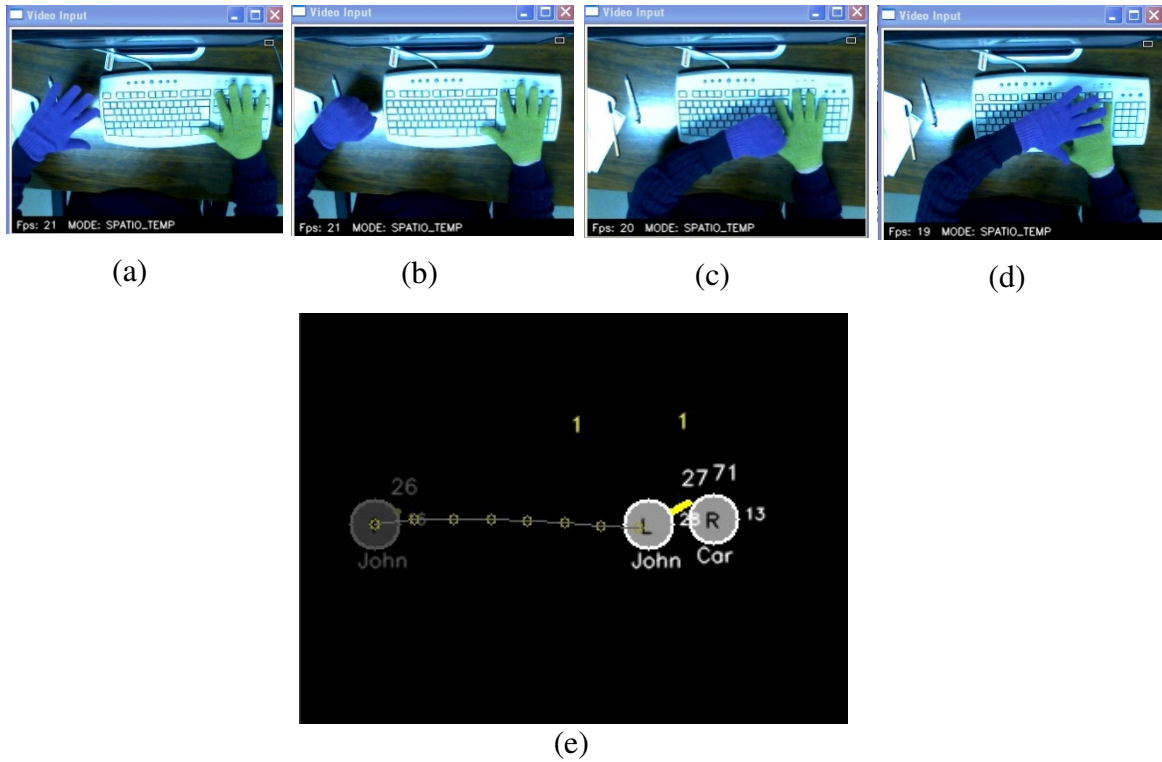 Video Input
Video Input
Video Input
Video Input
Fps: 21 MODE: SPATIO_TEMP
Fps: 21 MODE: SPATIO_TEMP
Fps: 20 MODE: SPATIO_TEMP
Fps: 19 MODE: SPATIO_TEMP
(a)
(b)
(c)
(d)
1 1
26 27 71
L 28 R 13
John John Car
(e)